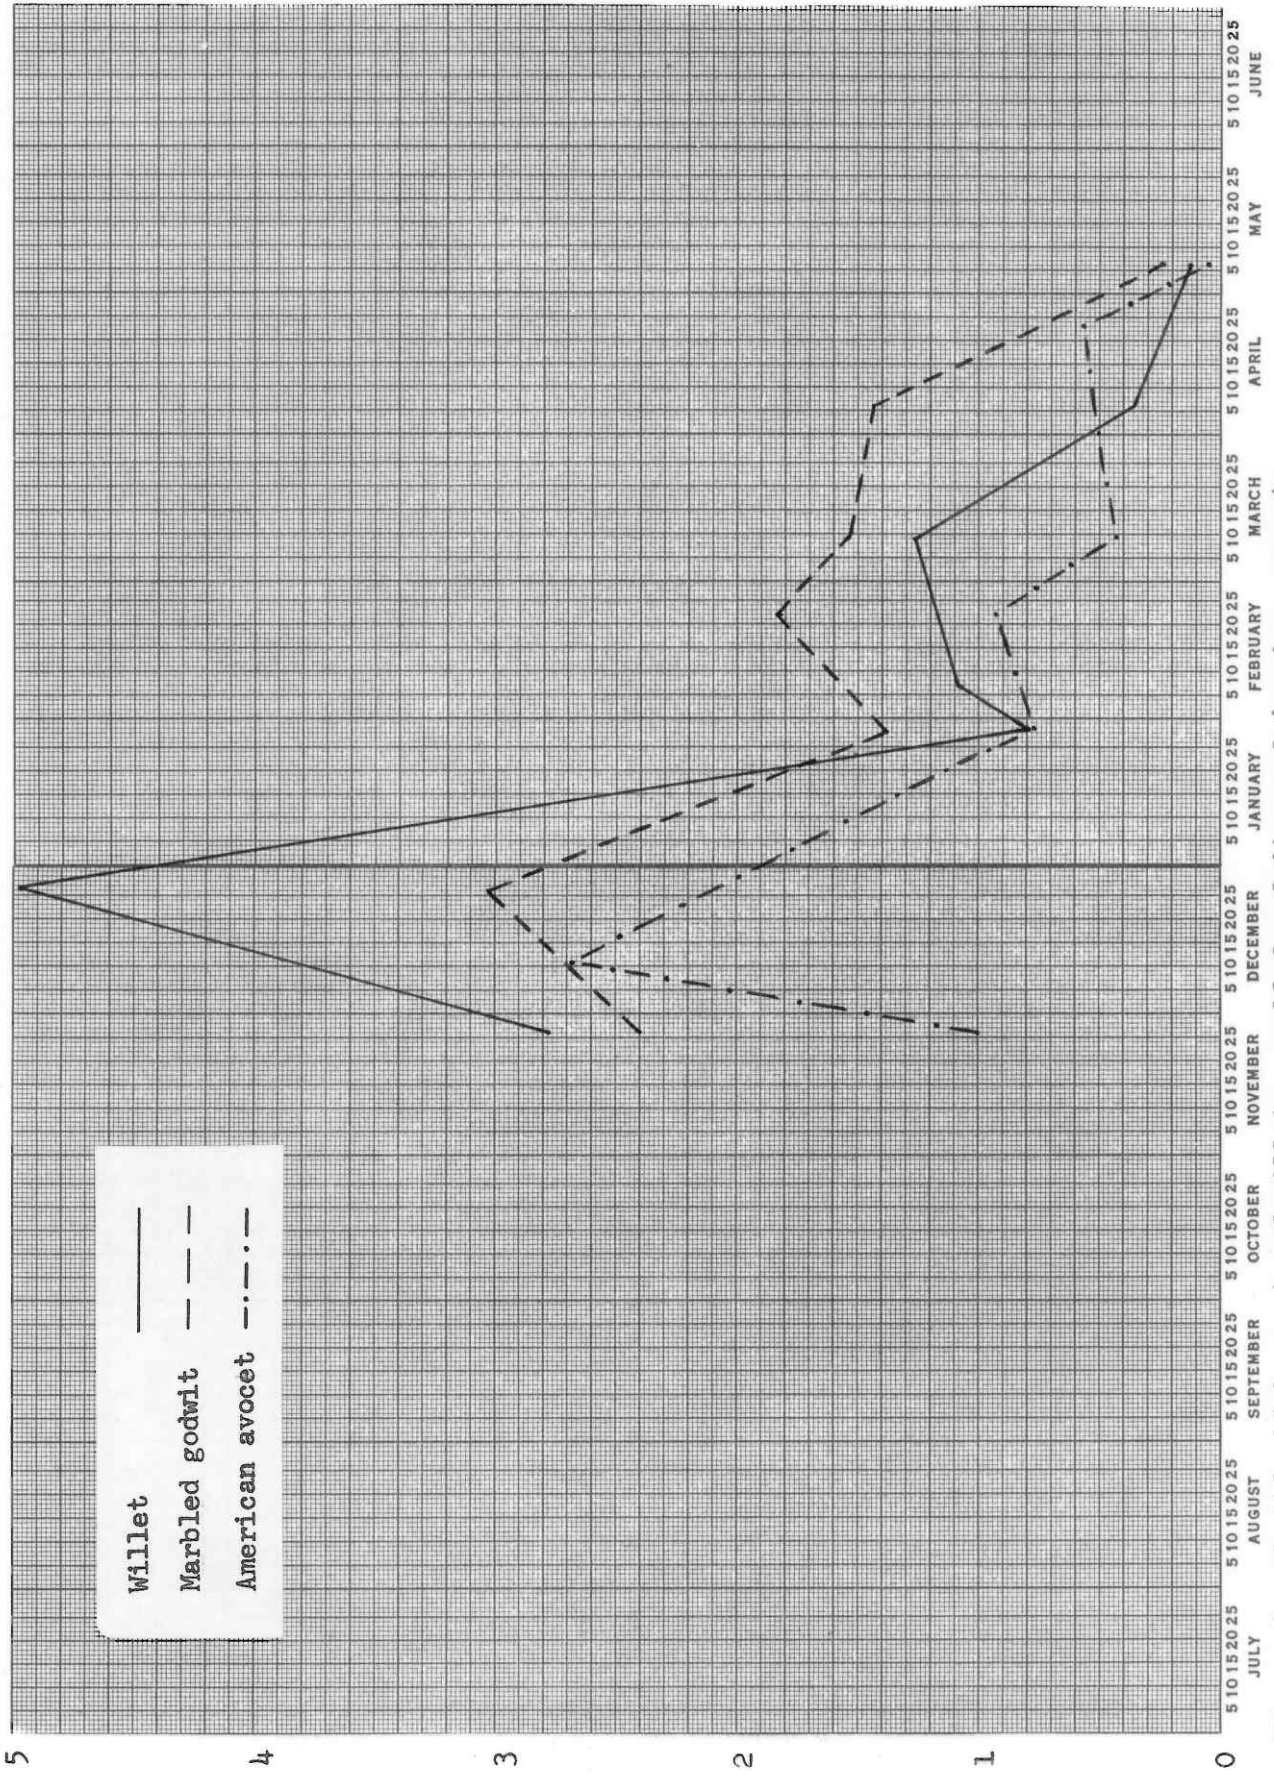 Willet
Marbled godwit
American avocet
5
4
3
2
1
0
5 10 15 20 25 5 10 15 20 25 5 10 15 20 25 5 10 15 20 25 5 10 15 20 25 5 10 15 20 25 5 10 15 20 25 5 10 15 20 25 5 10 15 20 25 5 10 15 20 25 5 10 15 20 25 5 10 15 20 25
JULY AUGUST SEPTEMBER OCTOBER NOVEMBER DECEMBER JANUARY FEBRUARY MARCH APRIL MAY JUNE